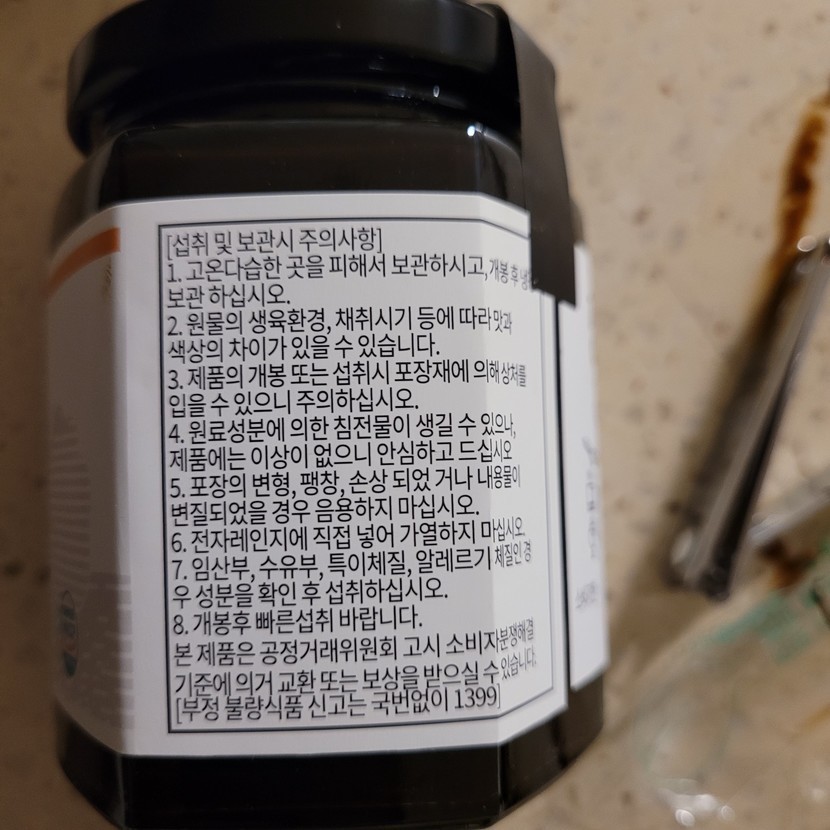 [섭취 및 보관시 주의사항]
1. 고온다습한 곳을 피해서 보관하시고, 개봉 후
보관 하십시오.
2. 원물의 생육환경, 채취시기 등에 따라 맛과
색상의 차이가 있을 수 있습니다.
3. 제품의 개봉 또는 섭취시 포장재에 의해 상처를
입을 수 있으니 주의하십시오.
4. 원료성분에 의한 침전물이 생길 수 있으나,
제품에는 이상이 없으니 안심하고 드십시오
5. 포장의 변형, 팽창, 손상 되었 거나 내용물이
변질되었을 경우 음용하지 마십시오.
6. 전자레인지에 직접 넣어 가열하지 마십시오.
7. 임산부, 수유부, 특이체질, 알레르기 체질인 경
우 성분을 확인 후 섭취하십시오.
8. 개봉후 빠른섭취 바랍니다.
본 제품은 공정거래위원회 고시 소비자분쟁해결
기준에 의거 교환 또는 보상을 받으실 수 있습니다.
[부정 불량식품 신고는 국번없이 1399]